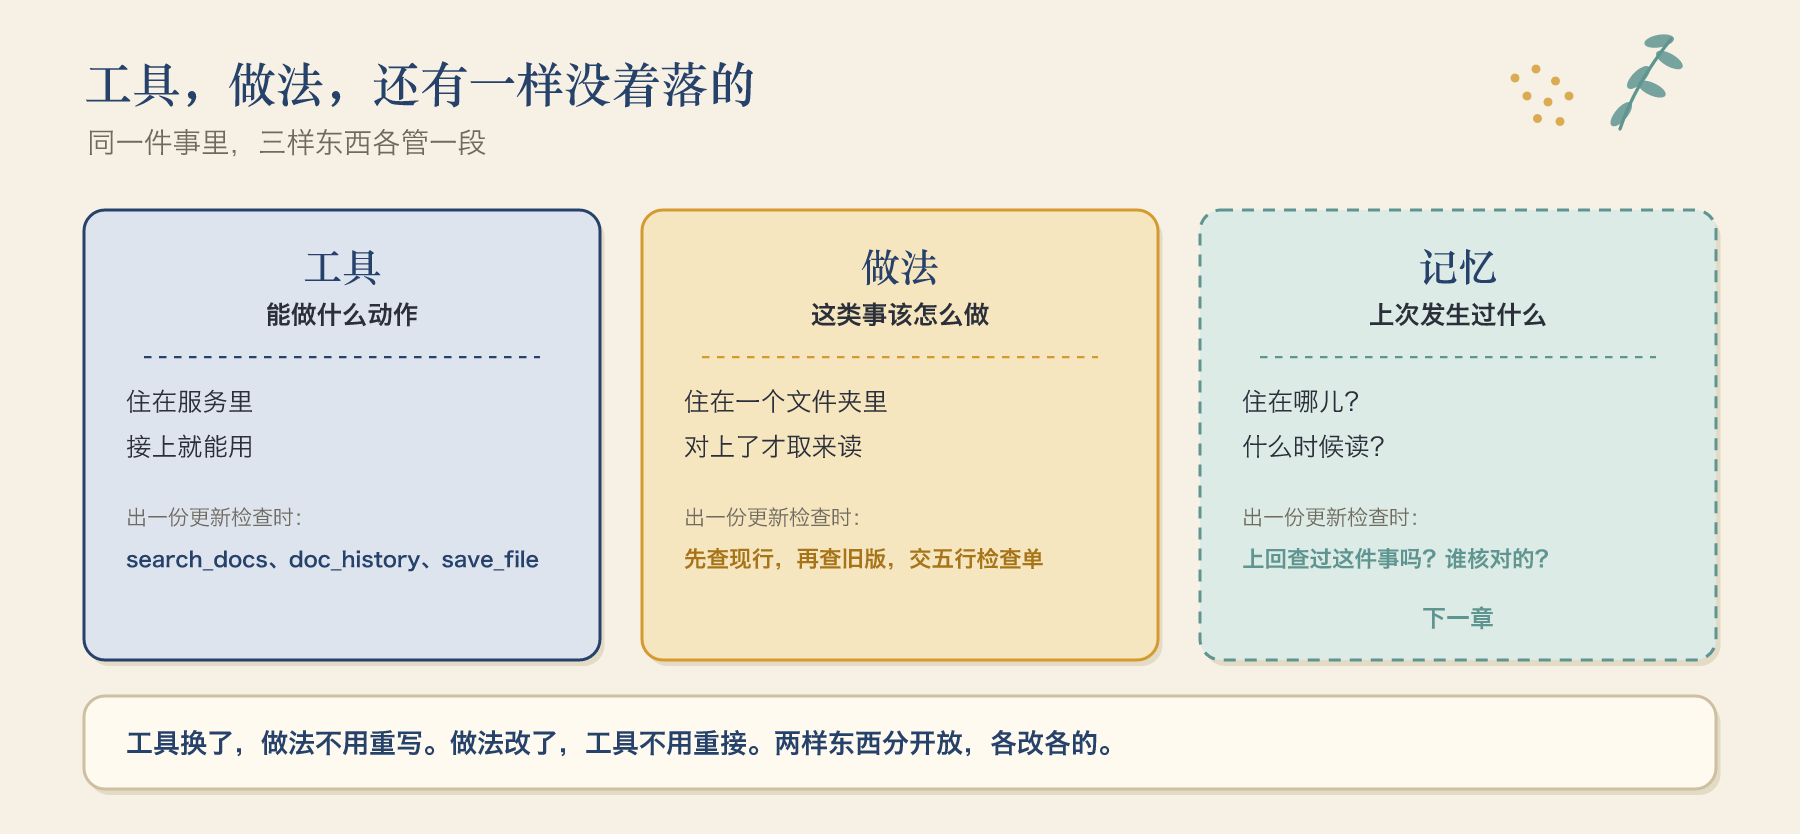 工具，做法，还有一样没着落的
同一件事里，三样东西各管一段
工具
能做什么动作
住在服务里
接上就能用
出一份更新检查时：
search_docs、doc_history、save_file
做法
这类事该怎么做
住在一个文件夹里
对上了才取来读
出一份更新检查时：
先查现行，再查旧版，交五行检查单
记忆
上次发生过什么
住在哪儿？
什么时候读？
出一份更新检查时：
上回查过这件事吗？谁核对的？
下一章
工具换了，做法不用重写。做法改了，工具不用重接。两样东西分开放，各改各的。